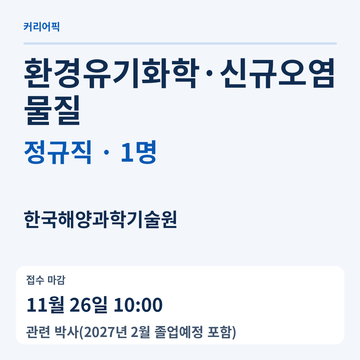 커리어픽
환경유기화학·신규오염
물질
정규직 · 1명
한국해양과학기술원
접수 마감
11월 26일 10:00
관련 박사(2027년 2월 졸업예정 포함)